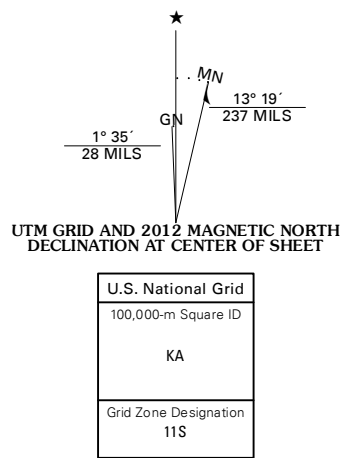 ★
MN
GN
13° 19´
237 MILS
1° 35´
28 MILS
UTM GRID AND 2012 MAGNETIC NORTH
DECLINATION AT CENTER OF SHEET
U.S. National Grid
100,000-m Square ID
KA
Grid Zone Designation
11S